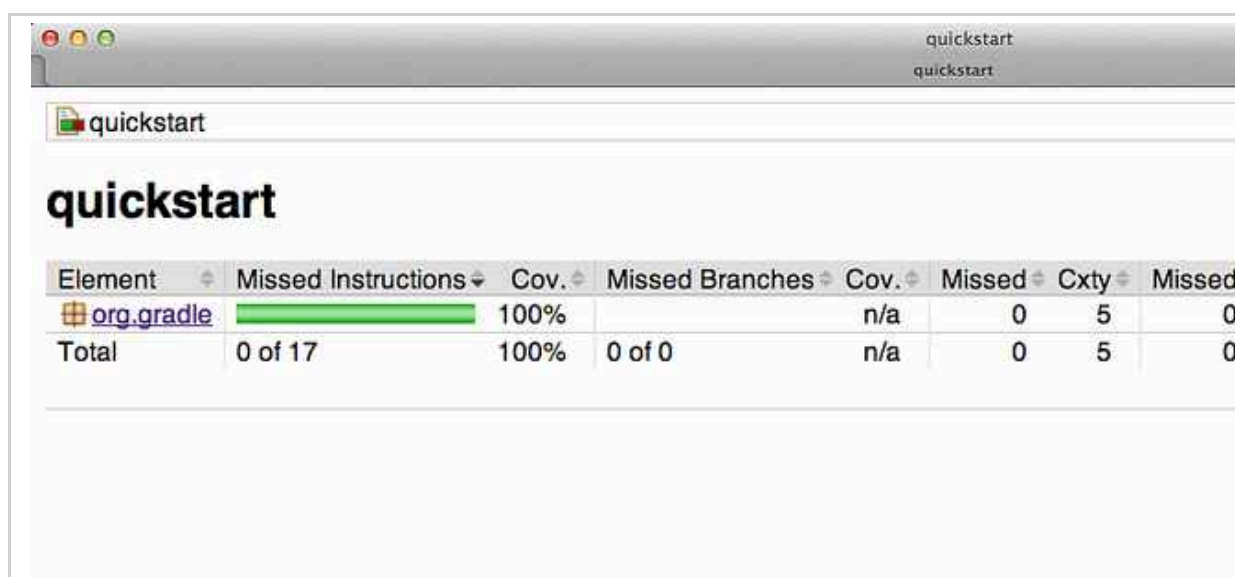 quickstart
quickstart
quickstart
quickstart
Element Missed Instructions Cov. Missed Branches Cov. Missed Cxty Missed
org.gradle 100% n/a 0 5 0
Total 0 of 17 100% 0 of 0 n/a 0 5 0